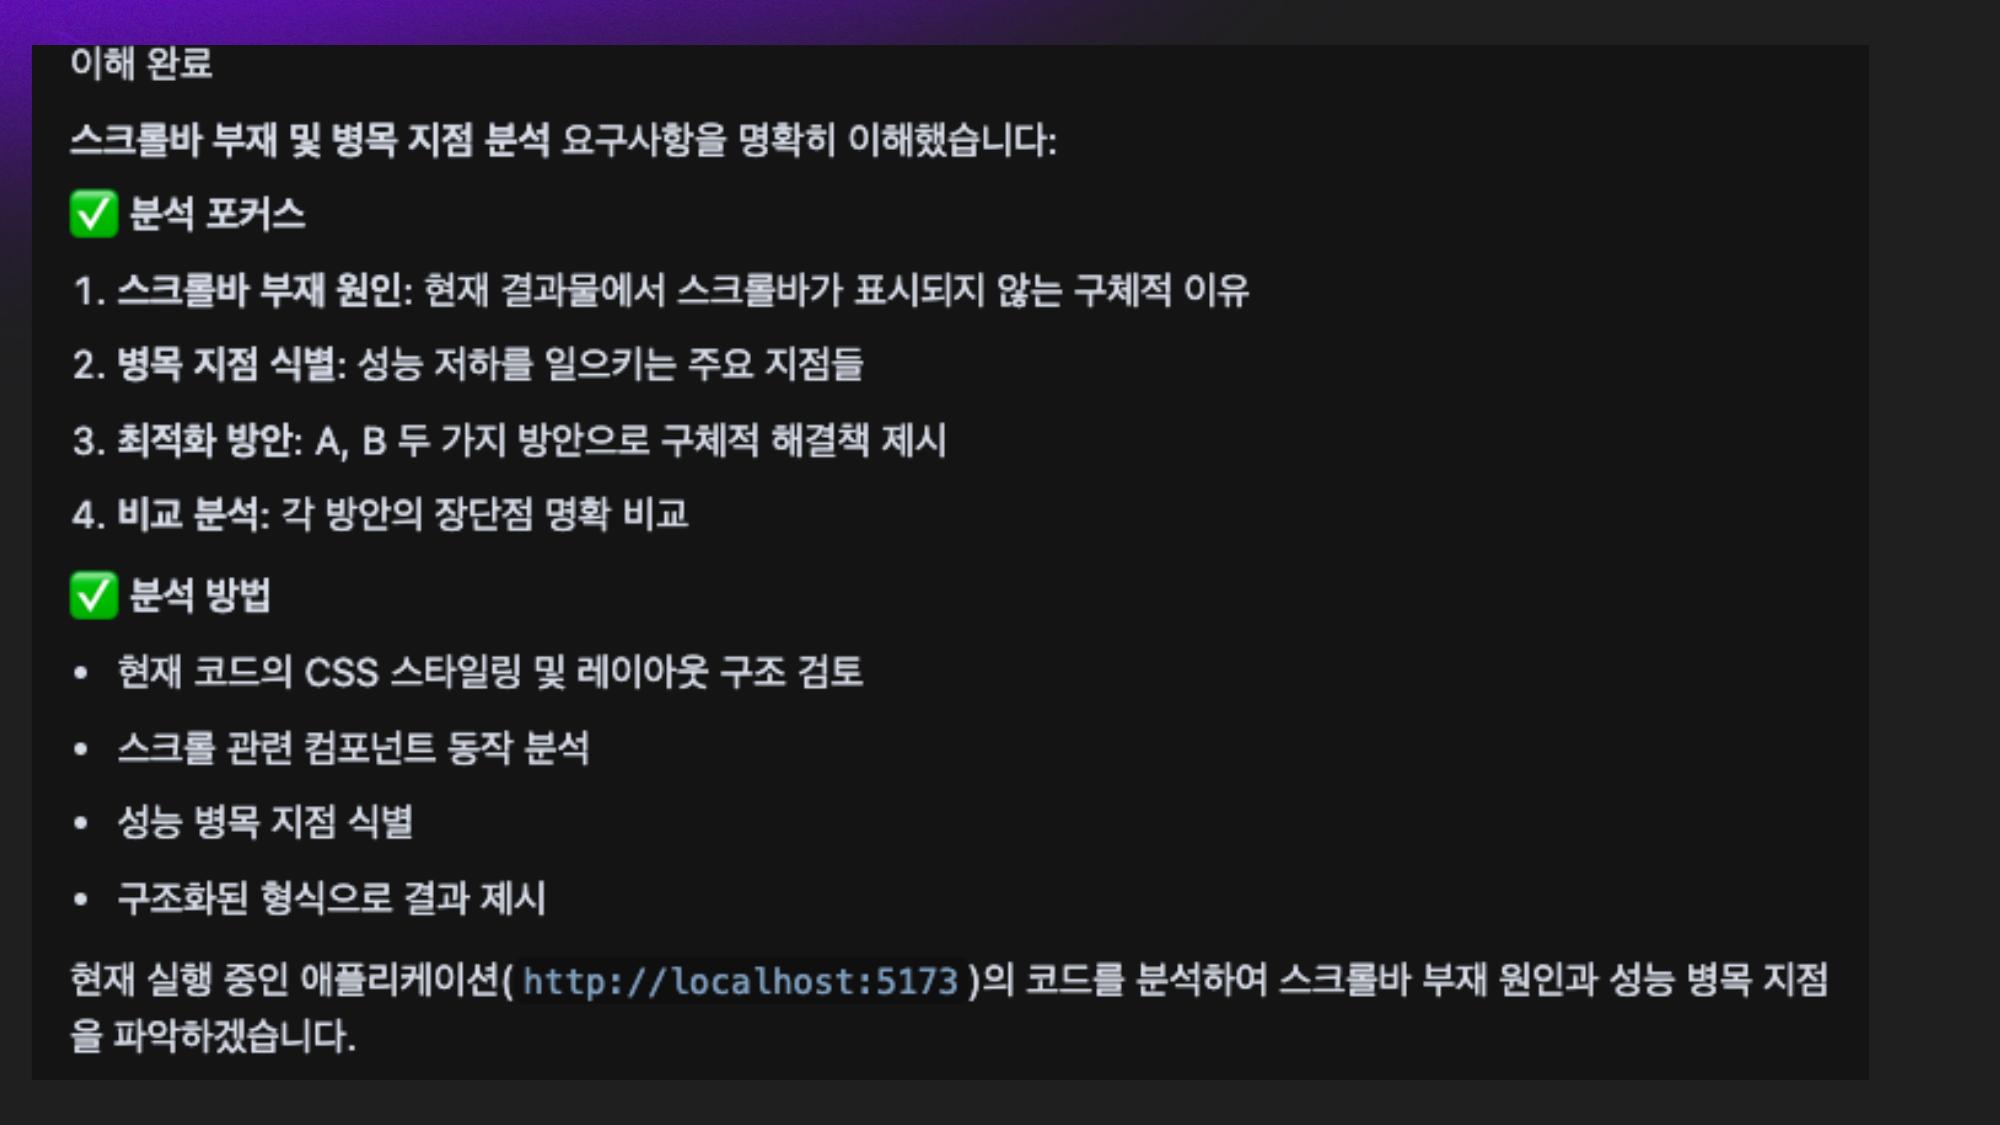 이해 완료
스크롤바 부재 및 병목 지점 분석 요구사항을 명확히 이해했습니다:
✅ 분석 포커스
1. 스크롤바 부재 원인: 현재 결과물에서 스크롤바가 표시되지 않는 구체적 이유
2. 병목 지점 식별: 성능 저하를 일으키는 주요 지점들
3. 최적화 방안: A, B 두 가지 방안으로 구체적 해결책 제시
4. 비교 분석: 각 방안의 장단점 명확 비교
✅ 분석 방법
• 현재 코드의 CSS 스타일링 및 레이아웃 구조 검토
• 스크롤 관련 컴포넌트 동작 분석
• 성능 병목 지점 식별
• 구조화된 형식으로 결과 제시
현재 실행 중인 애플리케이션(http://localhost:5173)의 코드를 분석하여 스크롤바 부재 원인과 성능 병목 지점
을 파악하겠습니다.